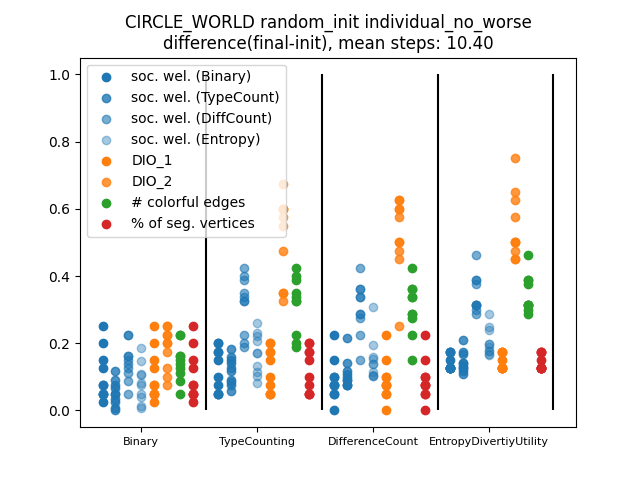 CIRCLE_WORLD random_init individual_no_worse
difference(final-init), mean steps: 10.40
1.0
0.8
0.6
0.4
0.2
0.0
soc. wel. (Binary)
soc. wel. (TypeCount)
soc. wel. (DiffCount)
soc. wel. (Entropy)
DIO_1
DIO_2
# colorful edges
% of seg. vertices
Binary
TypeCounting
DifferenceCount
EntropyDivertiyUtility